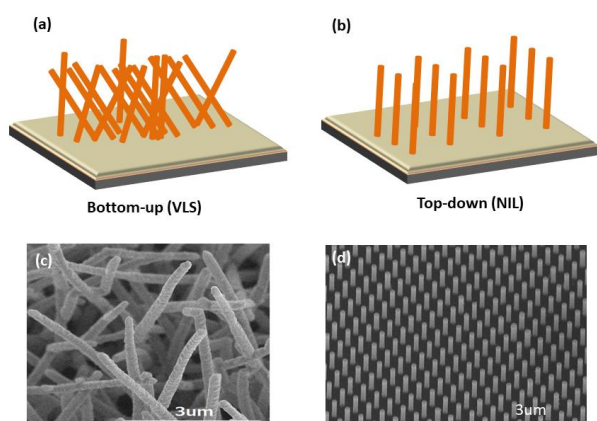 (a)
(b)
Bottom-up (VLS)
Top-down (NIL)
(c)
(d)
3um
3um